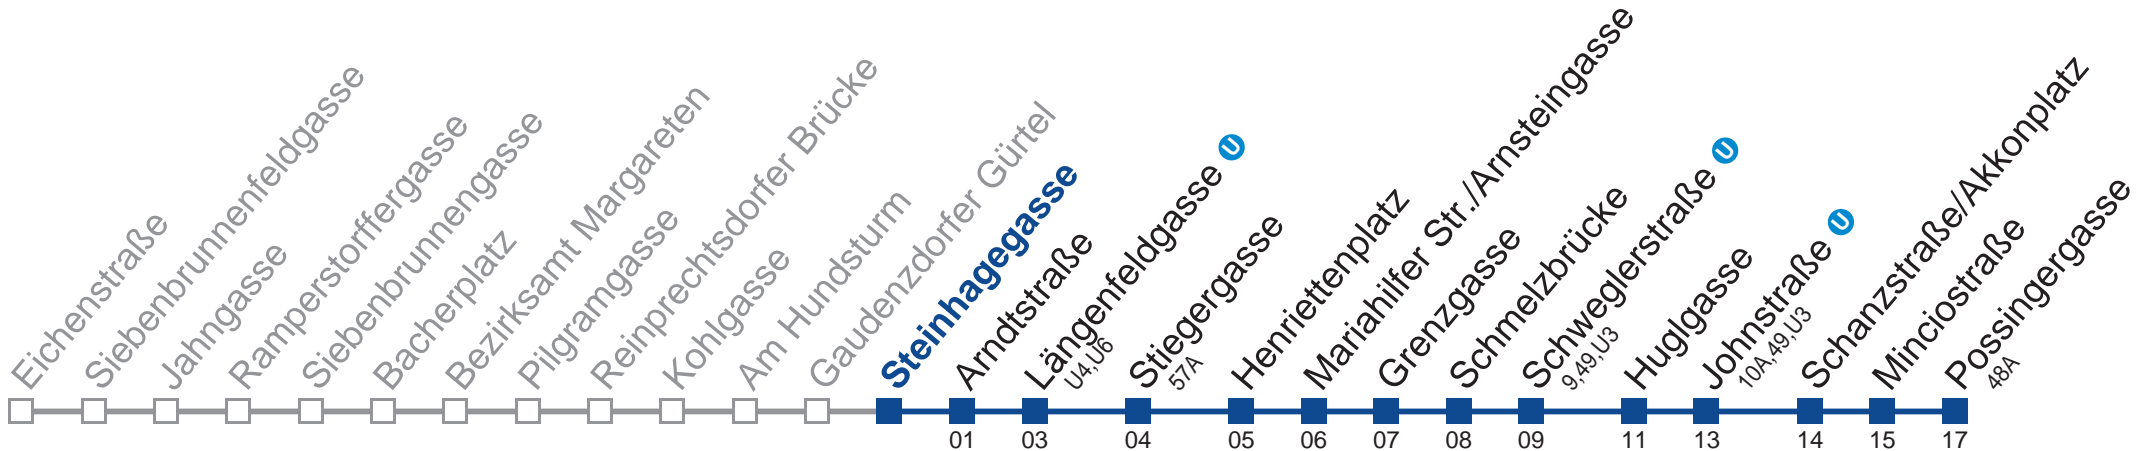 Eichenstraße
Siebenbrunnenfeldgasse
Jahngasse
Ramperstorffergasse
Siebenbrunnengasse
Bacherplatz
Bezirksamt Margareten
Pilgramgasse
Reinprechtsdorfer Brücke
Kohlgasse
Am Hundsturm
Gaudenzdorfer Gürtel
Steinhagegasse
Arndtstraße
01
Längenfeldgasse U
U4,U6
03
Stiegergasse
57A
04
Henriettenplatz
05
Mariahilfer Str./Arnsteingasse
06
Grenzgasse
07
Schmelzbrücke
08
Schweglerstraße U
9,49,U3
09
Huglgasse
11
Johnstraße U
10A,49,U3
13
Schanzstraße/Akkonplatz
14
Minciostraße
15
Possingergasse
48A
17